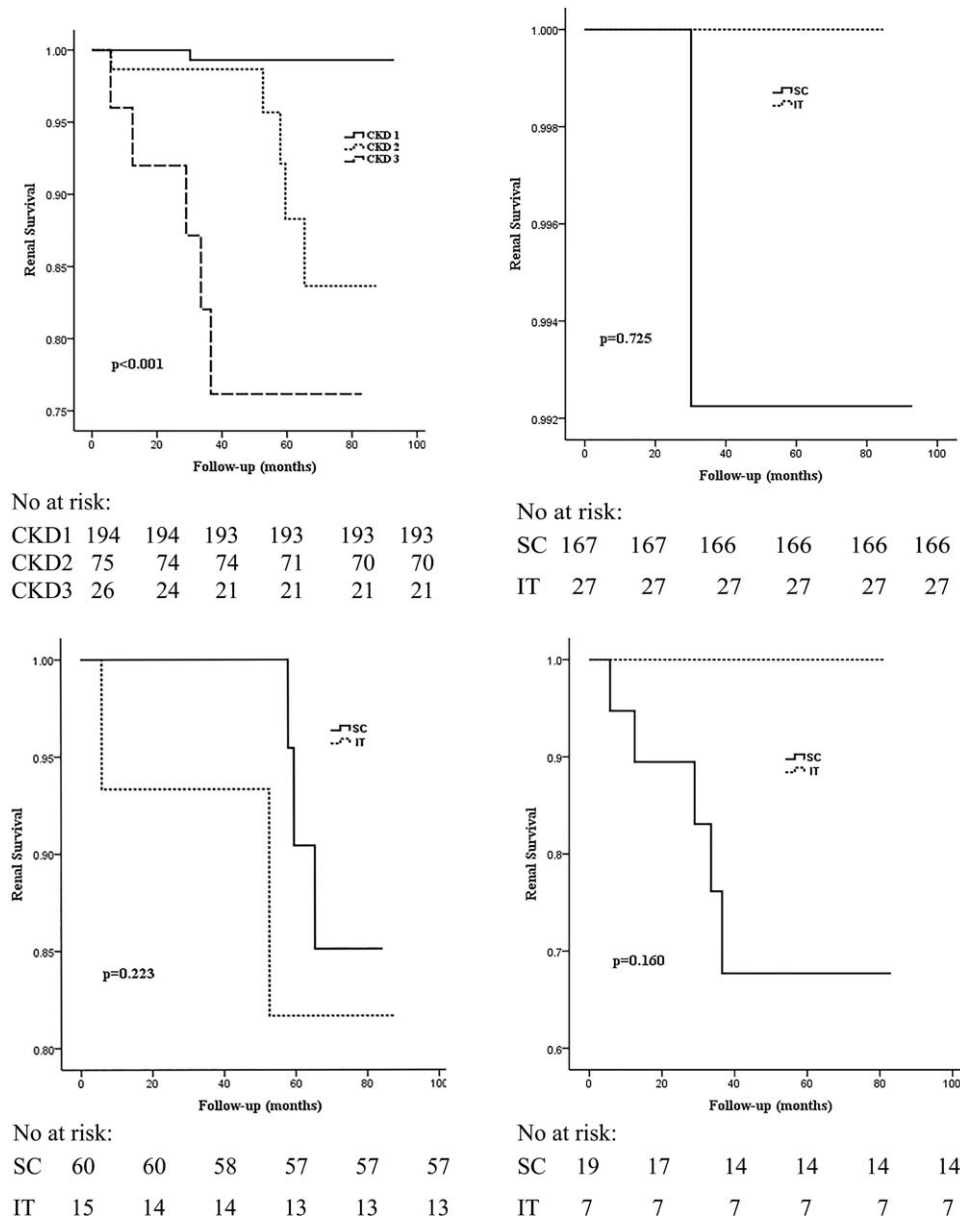 1.00
0.95
0.90
0.85
0.80
0.75
Renal Survival
CKD 1
CKD 2
CKD 3
p<0.001
0 20 40 60 80 100
Follow-up (months)
No at risk:
CKD1 194 194 193 193 193 193
CKD2 75 74 74 71 70 70
CKD3 26 24 21 21 21 21
1.000
0.998
0.996
0.994
0.992
Renal Survival
SC
IT
p=0.725
0 20 40 60 80 100
Follow-up (months)
No at risk:
SC 167 167 166 166 166 166
IT 27 27 27 27 27 27
1.00
0.95
0.90
0.85
0.80
Renal Survival
SC
IT
p=0.223
0 20 40 60 80 100
Follow-up (months)
No at risk:
SC 60 60 58 57 57 57
IT 15 14 14 13 13 13
1.0
0.9
0.8
0.7
0.6
Renal Survival
SC
IT
p=0.160
0 20 40 60 80 100
Follow-up (months)
No at risk:
SC 19 17 14 14 14 14
IT 7 7 7 7 7 7